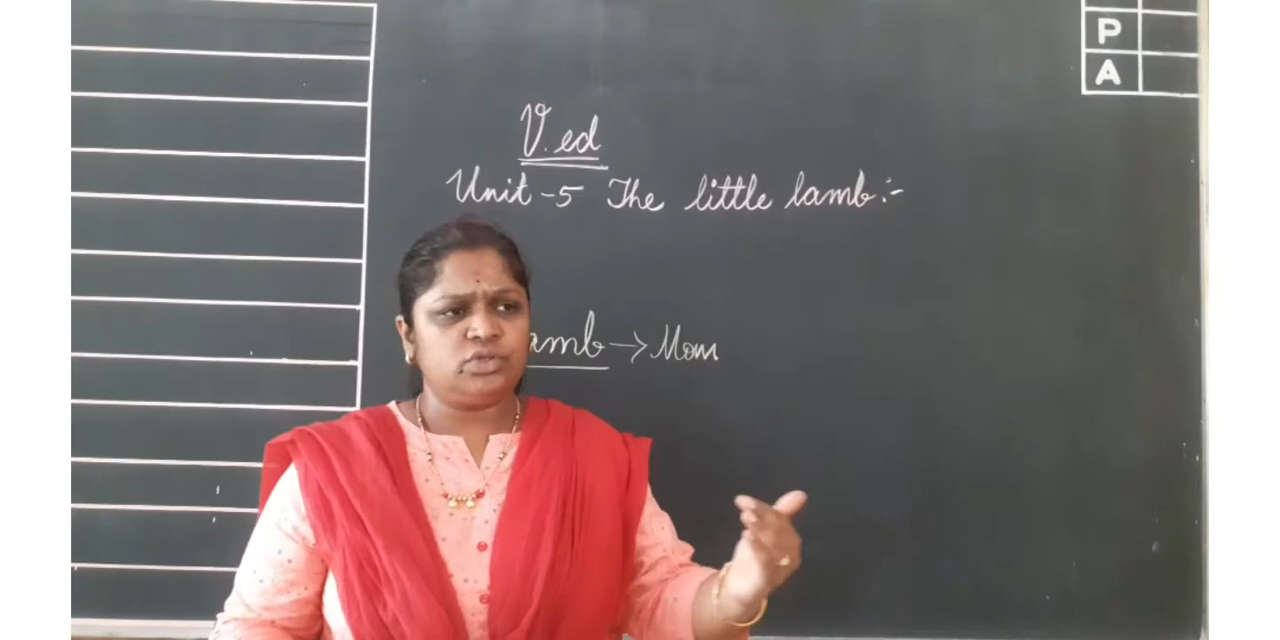 P
A
V.ed
Unit -5 The little lamb:-
amb → Mom